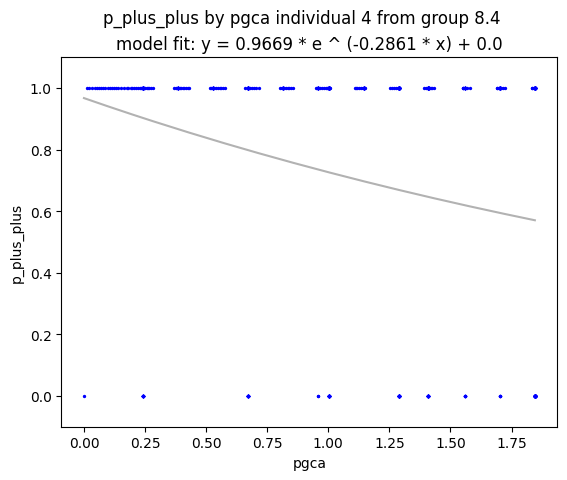 p_plus_plus by pgca individual 4 from group 8.4
model fit: y = 0.9669 * e ^ (-0.2861 * x) + 0.0
1.0
0.8
0.6
0.4
0.2
0.0
p_plus_plus
0.00 0.25 0.50 0.75 1.00 1.25 1.50 1.75
pgca